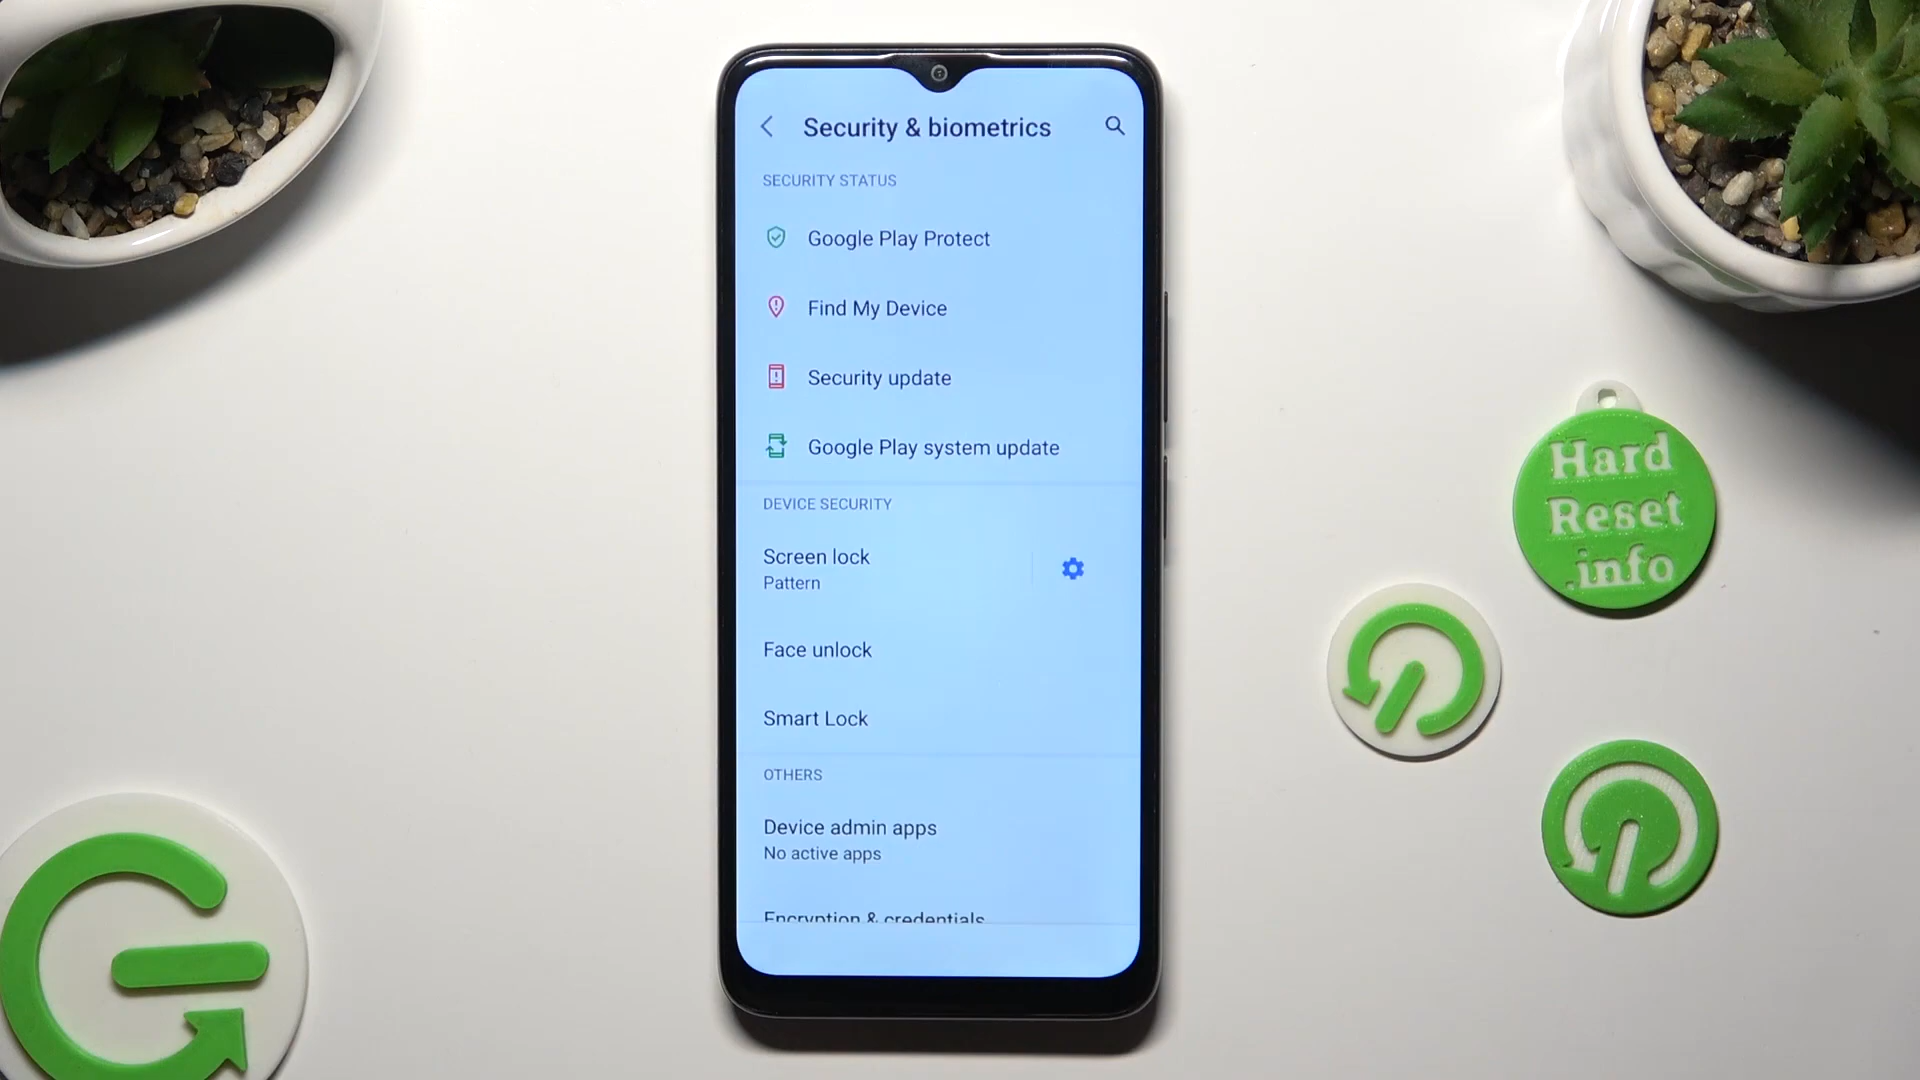 Security & biometrics
SECURITY STATUS
Google Play Protect
Find My Device
Security update
Google Play system update
DEVICE SECURITY
Screen lock
Pattern
Face unlock
Smart Lock
OTHERS
Device admin apps
No active apps
Encryption & credentials
Hard
Reset
.info